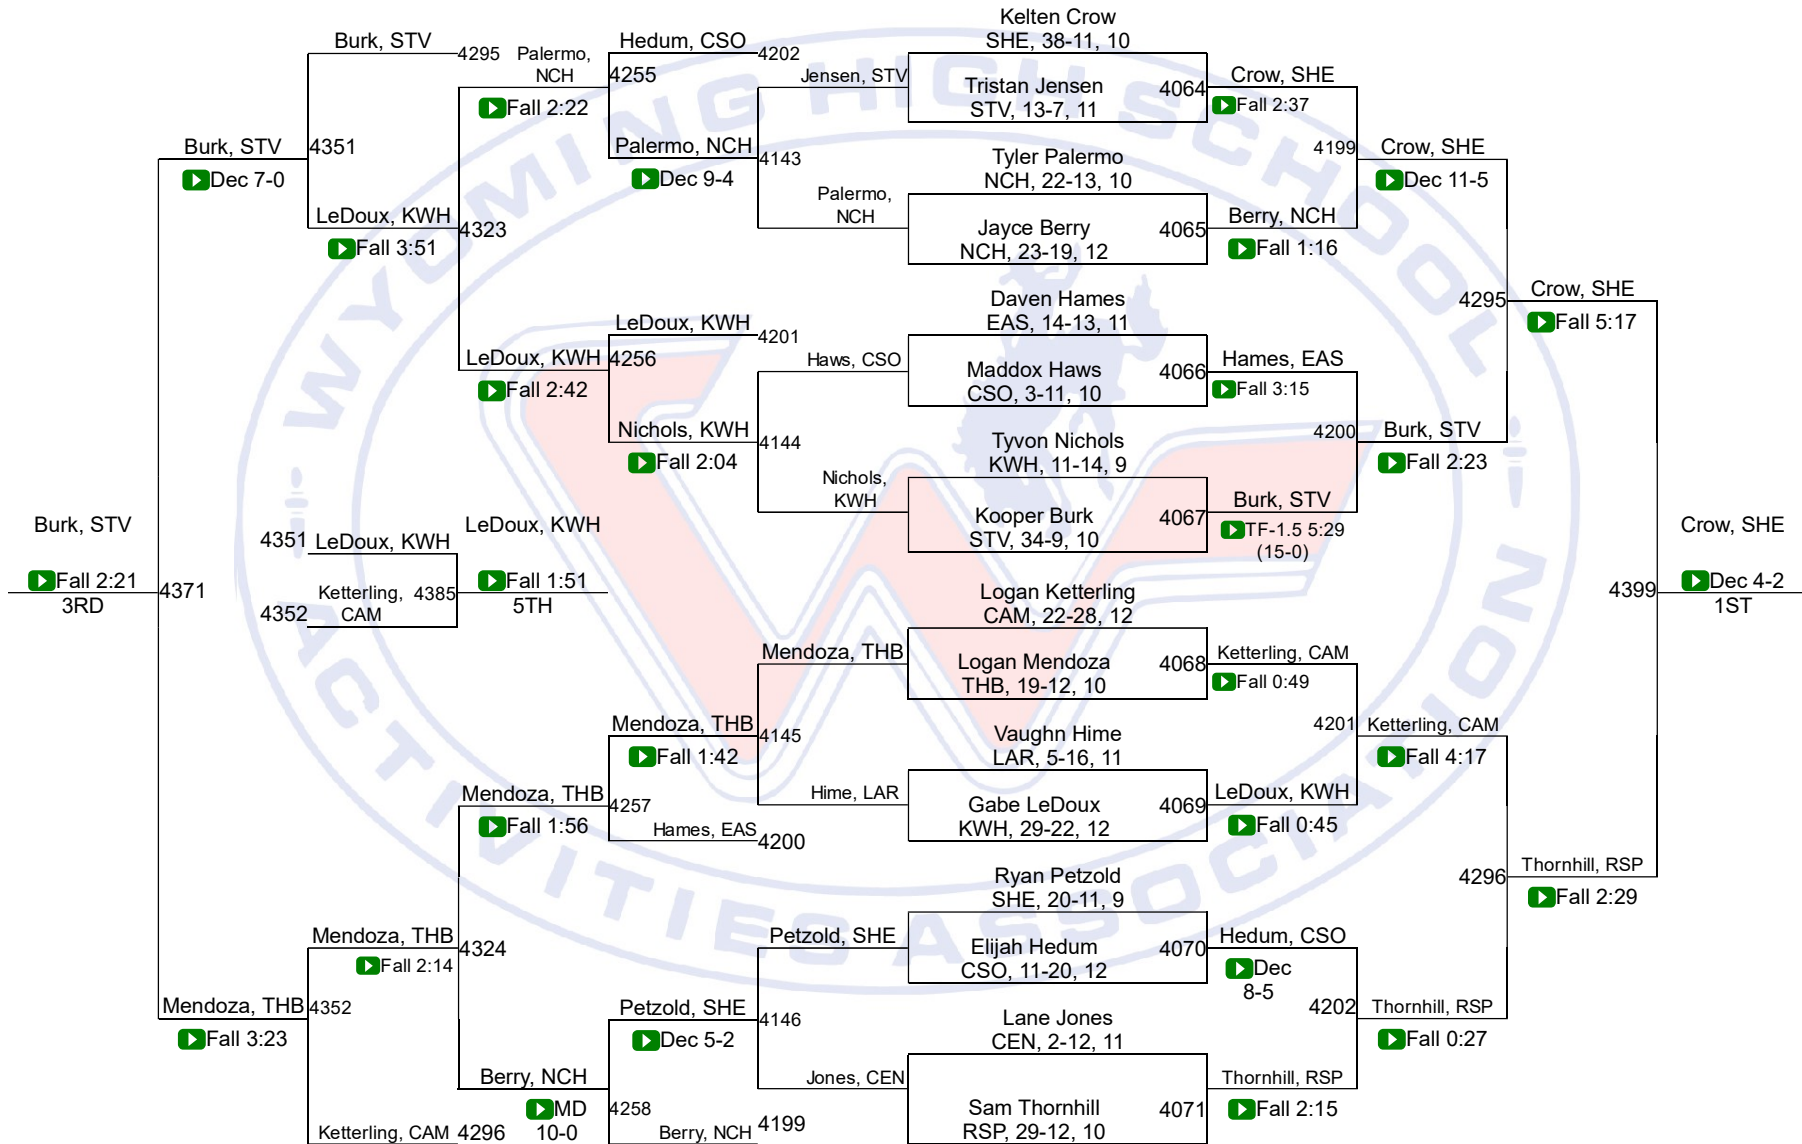 Kelten Crow
SHE, 38-11, 10
Tristan Jensen
STV, 13-7, 11
4064
Crow, SHE
Fall 2:37
Tyler Palermo
NCH, 22-13, 10
Jayce Berry
NCH, 23-19, 12
4065
Berry, NCH
Fall 1:16
4199
Crow, SHE
Dec 11-5
Daven Hames
EAS, 14-13, 11
Maddox Haws
CSO, 3-11, 10
4066
Hames, EAS
Fall 3:15
Tyvon Nichols
KWH, 11-14, 9
Kooper Burk
STV, 34-9, 10
4067
Burk, STV
TF-1.5 5:29
(15-0)
4200
Burk, STV
Fall 2:23
4295
Crow, SHE
Fall 5:17
Logan Ketterling
CAM, 22-28, 12
Logan Mendoza
THB, 19-12, 10
4068
Ketterling, CAM
Fall 0:49
Vaughn Hime
LAR, 5-16, 11
Gabe LeDoux
KWH, 29-22, 12
4069
LeDoux, KWH
Fall 0:45
4201
Ketterling, CAM
Fall 4:17
Ryan Petzold
SHE, 20-11, 9
Elijah Hedum
CSO, 11-20, 12
4070
Hedum, CSO
Dec
8-5
Lane Jones
CEN, 2-12, 11
Sam Thornhill
RSP, 29-12, 10
4071
Thornhill, RSP
Fall 2:15
4202
Thornhill, RSP
Fall 0:27
4296
Thornhill, RSP
Fall 2:29
4399
Crow, SHE
Dec 4-2
1ST
Jensen, STV
Palermo,
NCH
4143
Palermo, NCH
Dec 9-4
Hedum, CSO
4202
4255
Palermo,
NCH
Fall 2:22
Haws, CSO
Nichols,
KWH
4144
Nichols, KWH
Fall 2:04
LeDoux, KWH
4201
4256
LeDoux, KWH
Fall 2:42
4323
LeDoux, KWH
Fall 3:51
Burk, STV
4295
4351
Burk, STV
Dec 7-0
Mendoza, THB
Hime, LAR
4145
Mendoza, THB
Fall 1:42
Hames, EAS
4200
4257
Mendoza, THB
Fall 1:56
Petzold, SHE
Jones, CEN
4146
Petzold, SHE
Dec 5-2
Berry, NCH
4199
4258
Berry, NCH
MD
10-0
4324
Mendoza, THB
Fall 2:14
Ketterling, CAM
4296
4352
Mendoza, THB
Fall 3:23
4371
Burk, STV
Fall 2:21
3RD
4351
LeDoux, KWH
4352
Ketterling,
CAM
4385
LeDoux, KWH
Fall 1:51
5TH
WYOMING HIGH SCHOOL
ACTIVITIES ASSOCIATION